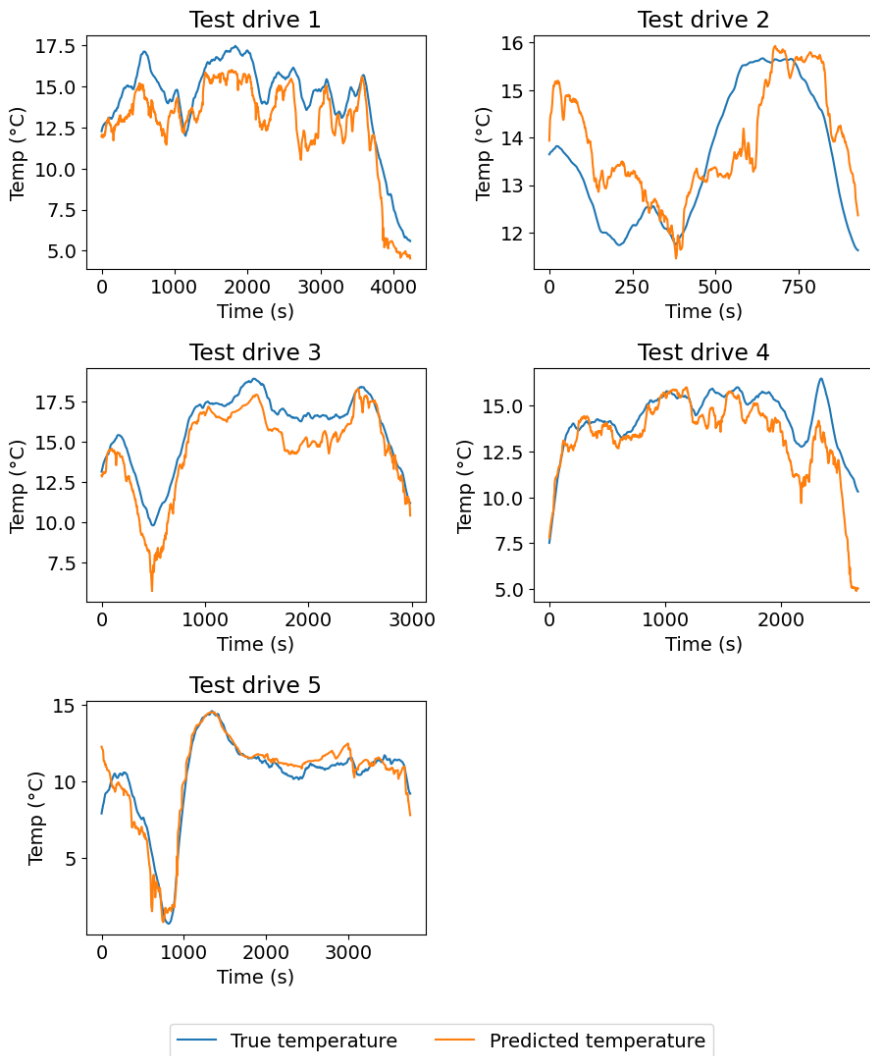 Test drive 1
17.5
15.0
12.5
10.0
7.5
5.0
Temp (°C)
0
1000
2000
3000
4000
Time (s)
Test drive 2
16
15
14
13
12
Temp (°C)
0
250
500
750
Time (s)
Test drive 3
17.5
15.0
12.5
10.0
7.5
Temp (°C)
0
1000
2000
3000
Time (s)
Test drive 4
15.0
12.5
10.0
7.5
5.0
Temp (°C)
0
1000
2000
Time (s)
Test drive 5
15
10
5
Temp (°C)
0
1000
2000
3000
Time (s)
True temperature
Predicted temperature